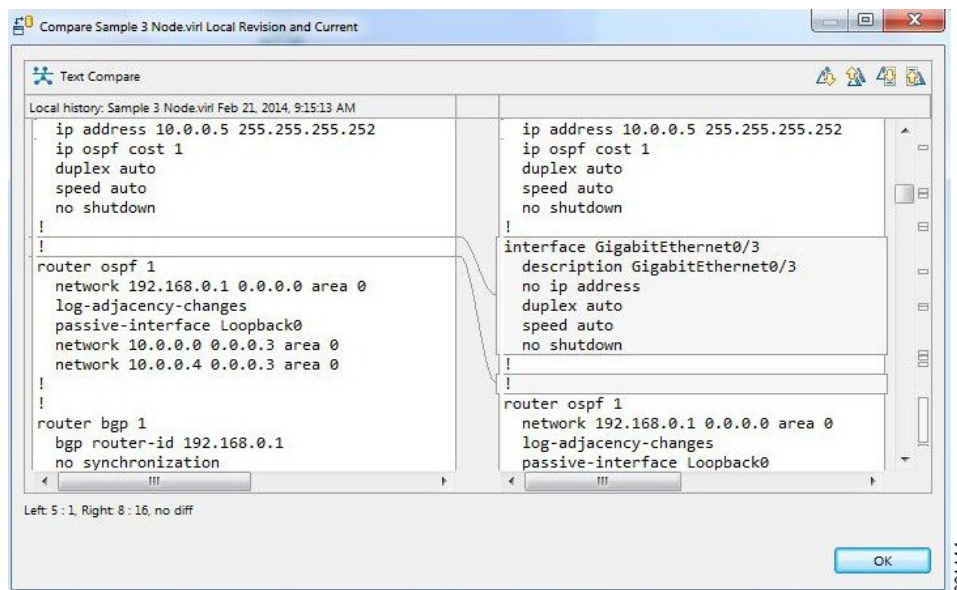 Compare Sample 3 Node.virl Local Revision and Current
Text Compare
Local history: Sample 3 Node.virl Feb 21, 2014, 9:15:13 AM
ip address 10.0.0.5 255.255.255.252
ip ospf cost 1
duplex auto
speed auto
no shutdown
!
!
router ospf 1
network 192.168.0.1 0.0.0.0 area 0
log-adjacency-changes
passive-interface Loopback0
network 10.0.0.0 0.0.0.3 area 0
network 10.0.0.4 0.0.0.3 area 0
!
!
router bgp 1
bgp router-id 192.168.0.1
no synchronization
ip address 10.0.0.5 255.255.255.252
ip ospf cost 1
duplex auto
speed auto
no shutdown
!
interface GigabitEthernet0/3
description GigabitEthernet0/3
no ip address
duplex auto
speed auto
no shutdown
!
!
router ospf 1
network 192.168.0.1 0.0.0.0 area 0
log-adjacency-changes
passive-interface Loopback0
Left: 5 : 1, Right: 8 : 16, no diff
OK